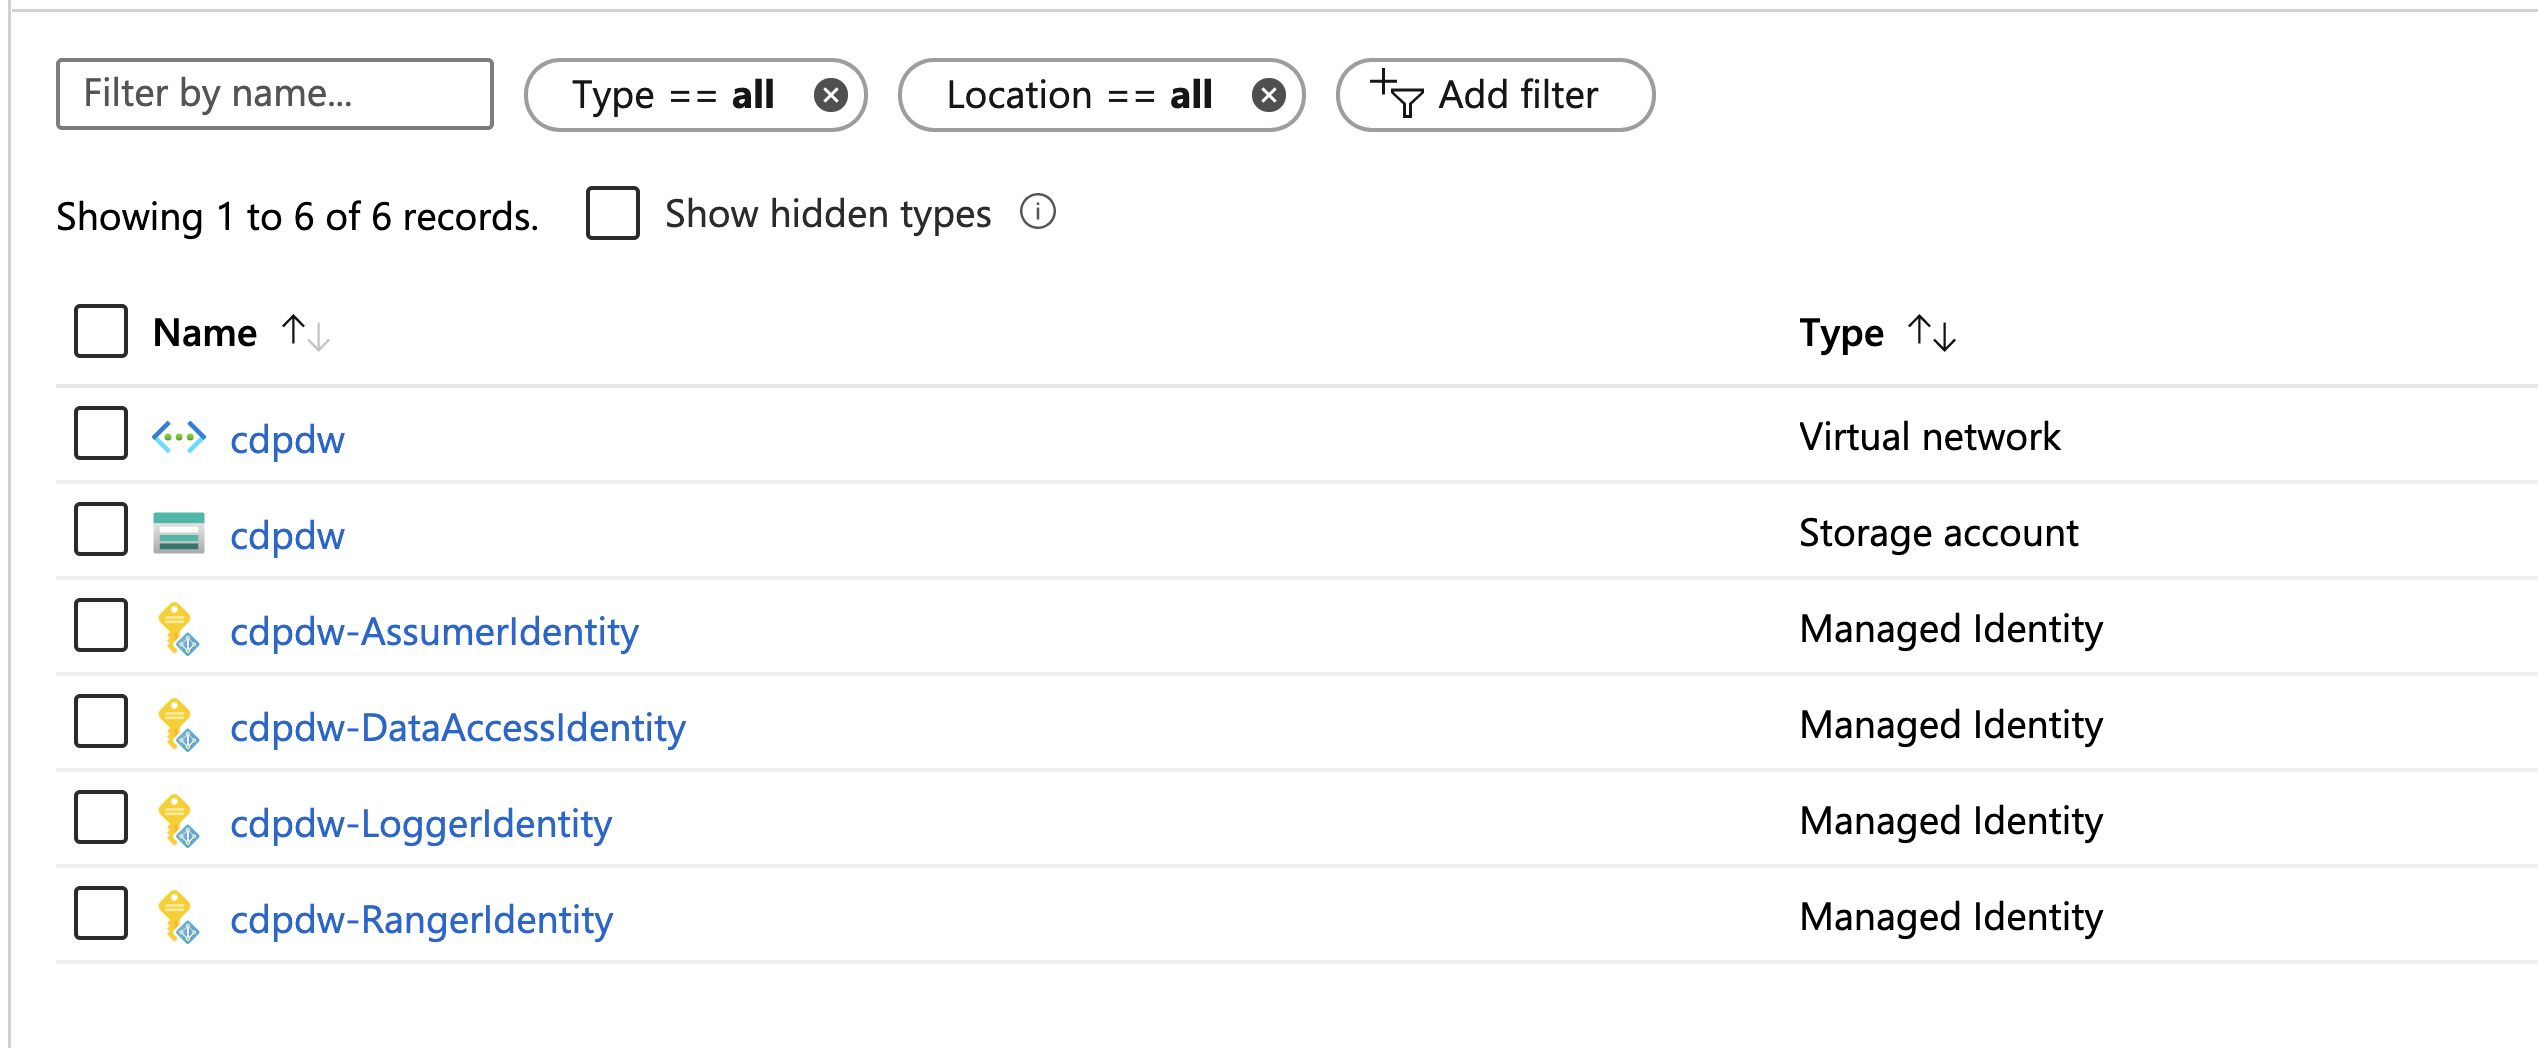 Filter by name... Type == all Location == all Add filter
Showing 1 to 6 of 6 records. Show hidden types
Name Type
cdpdw Virtual network
cdpdw Storage account
cdpdw-AssumerIdentity Managed Identity
cdpdw-DataAccessIdentity Managed Identity
cdpdw-LoggerIdentity Managed Identity
cdpdw-RangerIdentity Managed Identity